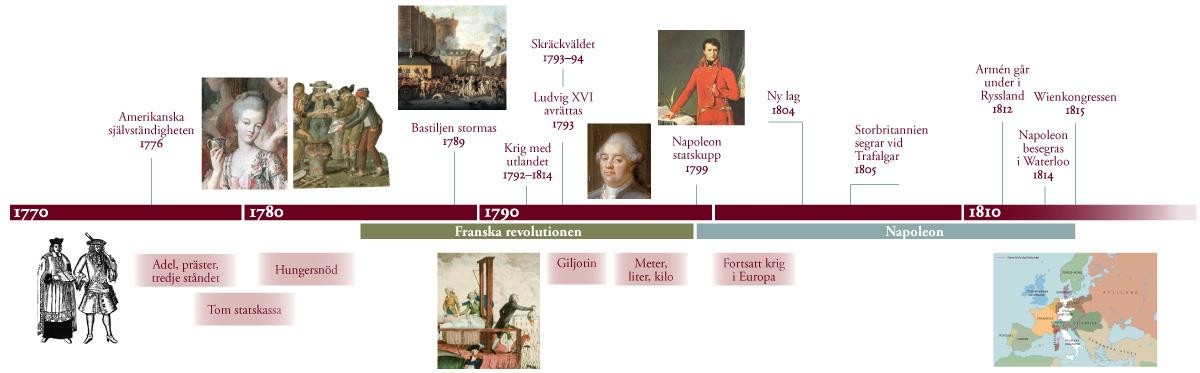 Amerikanska
självständigheten
1776
Bastiljen stormas
1789
Skräckväldet
1793–94
Ludvig XVI
avrättas
1793
Krig med
utlandet
1792–1814
Napoleon
statskupp
1799
Ny lag
1804
Storbritannien
segrar vid
Trafalgar
1805
Armén går
under i
Ryssland
1812
Wienkongressen
1815
Napoleon
besegras
i Waterloo
1814
1770
1780
1790
1810
Franska revolutionen
Napoleon
Adel, präster,
tredje ståndet
Hungersnöd
Tom statskassa
Giljotin
Meter,
liter, kilo
Fortsatt krig
i Europa
RYSSLAND